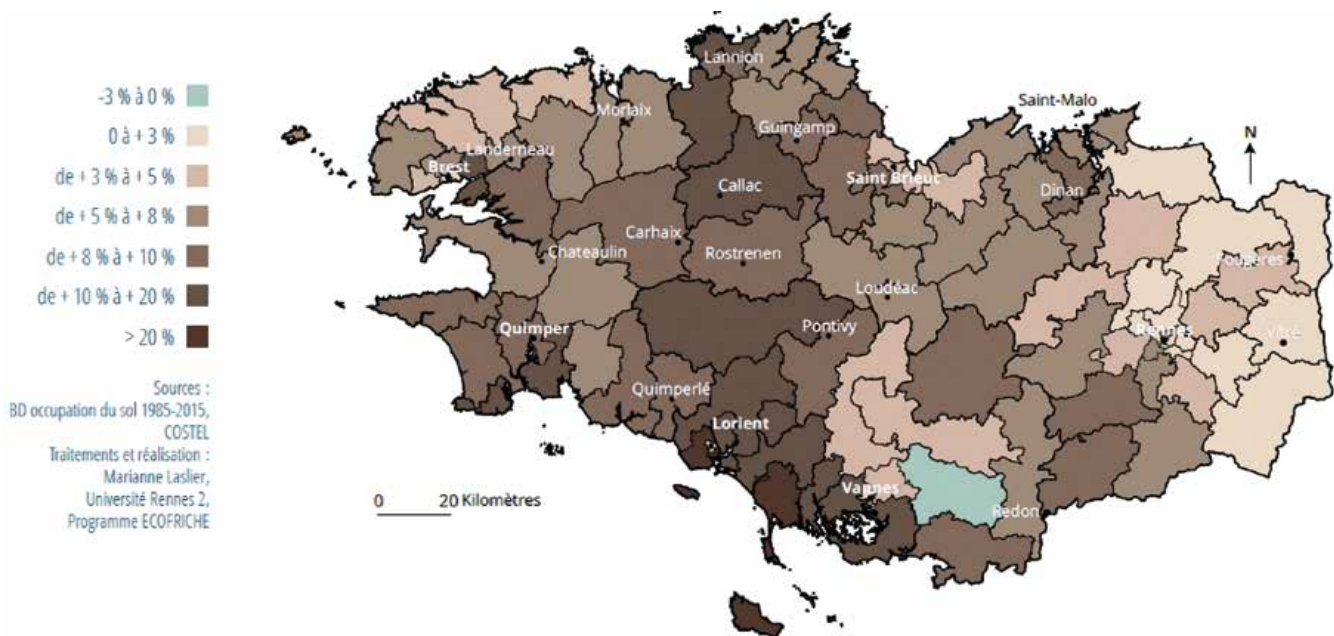 -3 % à 0 %
0 à + 3 %
de + 3 % à + 5 %
de + 5 % à + 8 %
de + 8 % à + 10 %
de + 10 % à + 20 %
> 20 %
Sources :
BD occupation du sol 1985-2015,
COSTEL
Traitements et réalisation :
Marianne Laslier,
Université Rennes 2,
Programme ECOFRICHE
Lannion
Saint-Malo
Morlaix
Guingamp
N
Landerneau
Brest
Saint Brieuc
Callac
Dinan
Carhaix
Chateaulin
Rostrenen
Fougères
Loudéac
Quimper
Pontivy
Rennes
Vitré
Quimperlé
Lorient
Vannes
Redon
0 20 Kilomètres